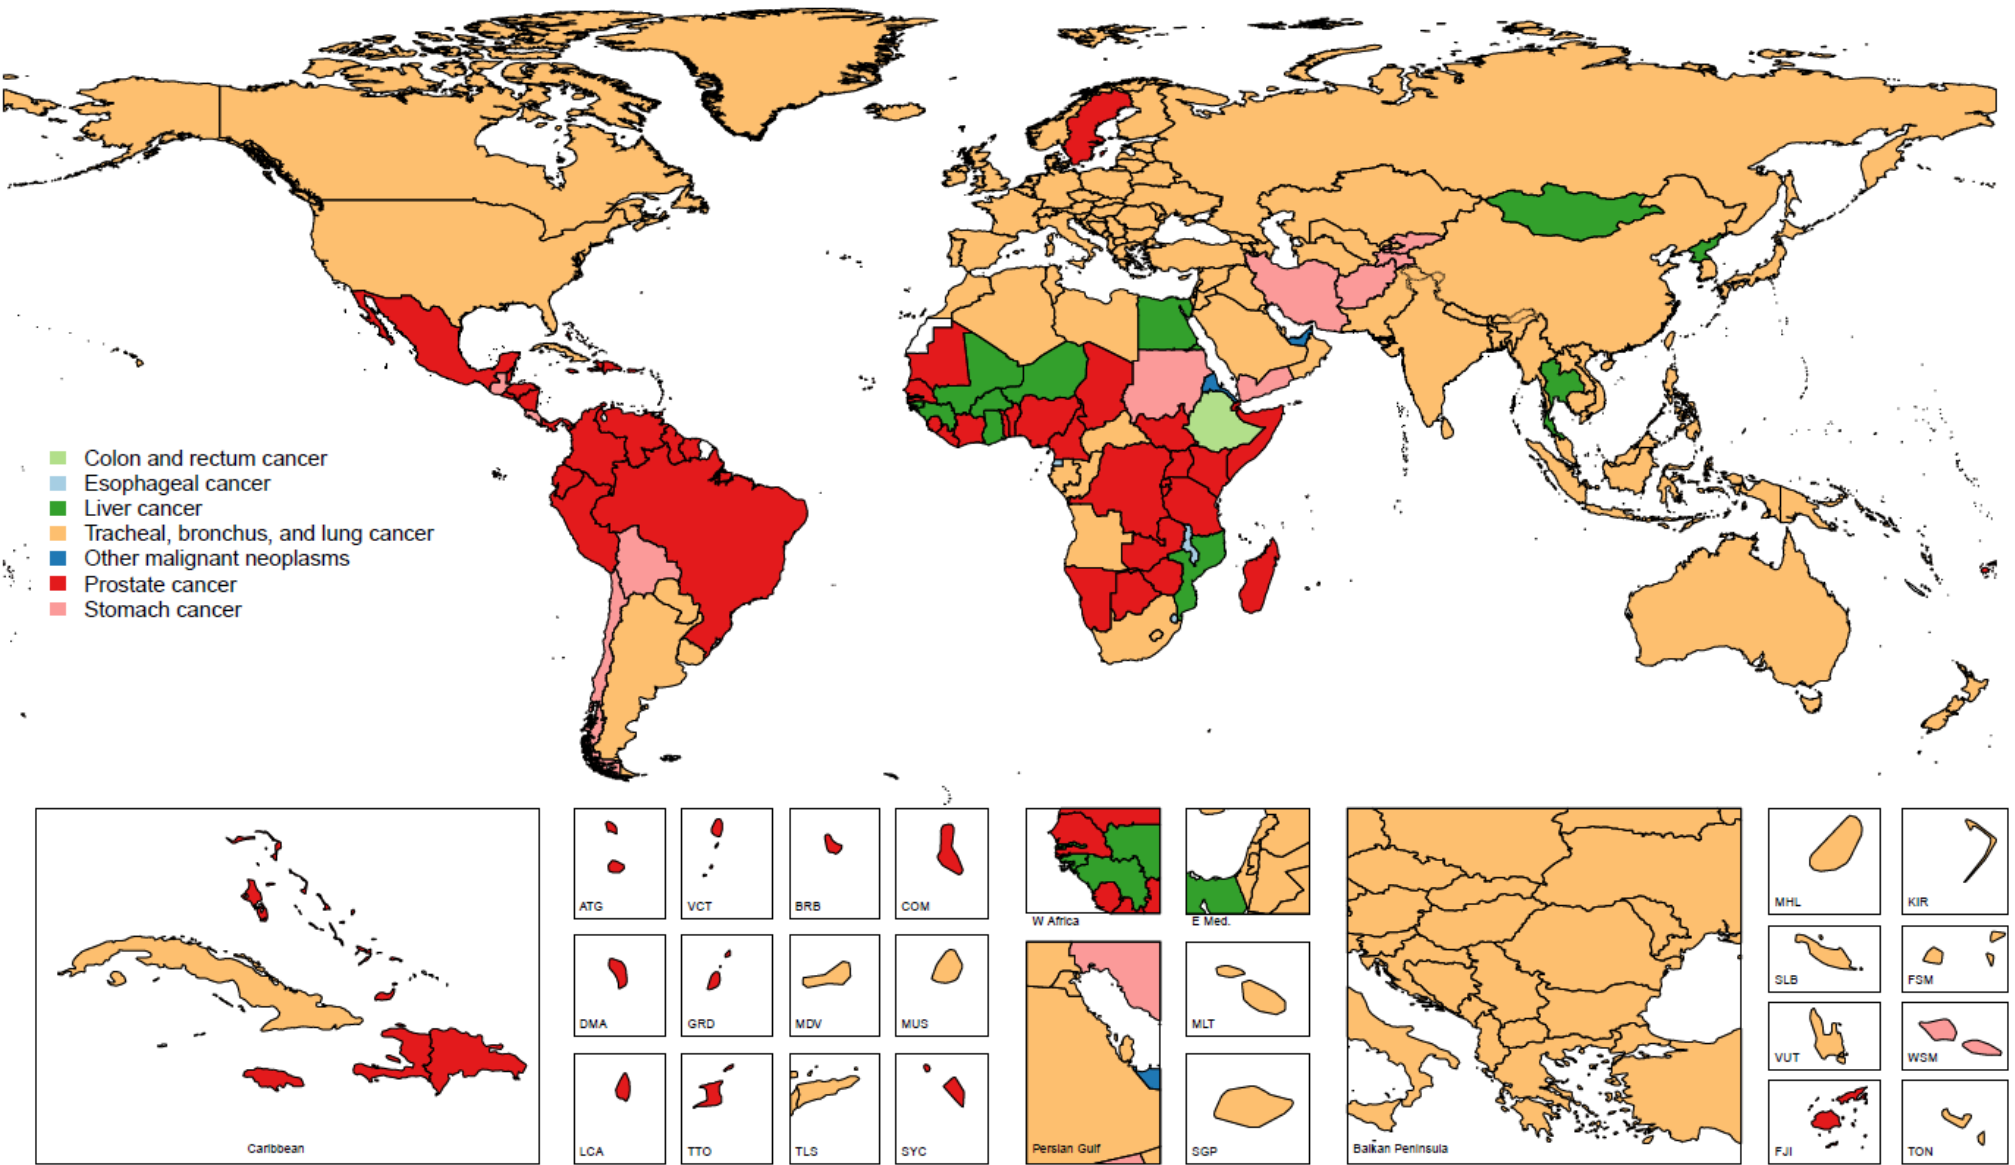 Colon and rectum cancer
Esophageal cancer
Liver cancer
Tracheal, bronchus, and lung cancer
Other malignant neoplasms
Prostate cancer
Stomach cancer
Caribbean
ATG
VCT
BRB
COM
DMA
GRD
MDV
MUS
LCA
TTO
TLS
SYC
W Africa
E Med.
Persian Gulf
MLT
SGP
Balkan Peninsula
MHL
KIR
SLB
FSM
VUT
WSM
FJI
TON